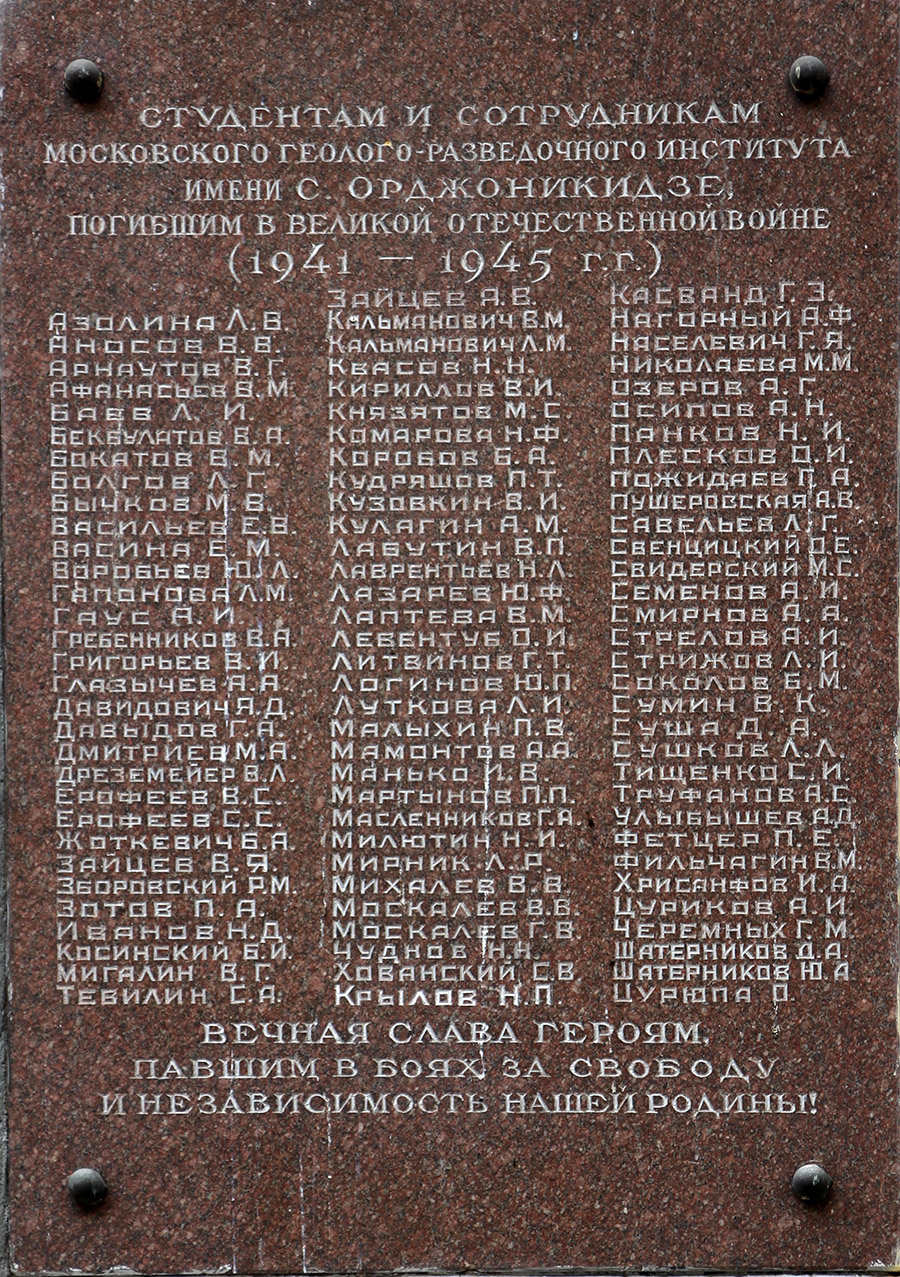 СТУДЕНТАМ И СОТРУДНИКАМ
МОСКОВСКОГО ГЕОЛОГО-РАЗВЕДОЧНОГО ИНСТИТУТА
ИМЕНИ С. ОРДЖОНИКИДЗЕ,
ПОГИБШИМ В ВЕЛИКОЙ ОТЕЧЕСТВЕННОЙ ВОЙНЕ
(1941 — 1945 г.г.)
АЗОЛИНА Л.В.
АНОСОВ В.В.
АРНАУТОВ В.Г.
АФАНАСЬЕВ В.М
БАЕВ Л. И.
БЕКБУЛАТОВ Б.А.
БОКАТОВ В.М.
БОЛГОВ Л.Г.
БЫЧКОВ М.В.
ВАСИЛЬЕВ Е.В.
ВАСИНА Е.М.
ВОРОБЬЕВ Ю.Л.
ГАПОНОВА Л.М.
ГАУС А.И.
ГРЕБЕННИКОВ В.А.
ГРИГОРЬЕВ В.И.
ГЛАЗЫЧЕВ А.А.
ДАВИДОВИЧ А.Д.
ДАВЫДОВ Г.А.
ДМИТРИЕВ М.А.
ДРЕЗЕМЕЙЕР В.Л.
ЕРОФЕЕВ В.С.
ЕРОФЕЕВ С.С.
ЖОТКЕВИЧ Б.А.
ЗАЙЦЕВ В.Я.
ЗБОРОВСКИЙ Р.М.
ЗОТОВ П.А.
ИВАНОВ Н.Д.
КОСИНСКИЙ Б.И.
МИГАЛИН В.Г.
ТЕВИЛИН С.А.
ЗАЙЦЕВ А.В.
КАЛЬМАНОВИЧ В.М.
КАЛЬМАНОВИЧ Л.М.
КВАСОВ Н.Н.
КИРИЛЛОВ В.И.
КНЯЗЯТОВ М.С.
КОМАРОВА Н.Ф.
КОРОБОВ Б.А.
КУДРЯШОВ П.Т.
КУЗОВКИН В.И.
КУЛАГИН А.М.
ЛАБУТИН В.П.
ЛАВРЕНТЬЕВ Н.Л.
ЛАЗАРЕВ Ю.Ф.
ЛАПТЕВА В.М.
ЛЕВЕНТУБ О.И.
ЛИТВИНОВ Г.Т.
ЛОГИНОВ Ю.П
ЛУТКОВА Л.И.
МАЛЫХИН П.В.
МАМОНТОВ А.А.
МАНЬКО И.В.
МАРТЫНОВ П.П.
МАСЛЕННИКОВ Г.А.
МИЛЮТИН Н.И.
МИРНИК Л.Р.
МИХАЛЕВ В.В.
МОСКАЛЕВ В.В.
МОСКАЛЕВ Г.В.
ЧУДНОВ Н.Н.
ХОВАНСКИЙ С.В.
КРЫЛОВ Н.П.
КАСВАНД Г.Э.
НАГОРНЫЙ А.Ф
НАСЕЛЕВИЧ Г.Я.
НИКОЛАЕВА М.М.
ОЗЕРОВ А.Г.
ОСИПОВ А.Н.
ПАНКОВ Н.И.
ПЛЕСКОВ О.И.
ПОЖИДАЕВ П.А.
ПУШЕРОВСКАЯ А.В.
САВЕЛЬЕВ Л.Г.
СВЕНЦИЦКИЙ О.Е.
СВИДЕРСКИЙ М.С.
СЕМЕНОВ А.И.
СМИРНОВ А.А.
СТРЕЛОВ А.И.
СТРИЖОВ Л.И.
СОКОЛОВ Б.М.
СУМИН В.К.
СУША Д.А.
СУШКОВ Л.Л.
ТИЩЕНКО С.И.
ТРУФАНОВ А.С.
УЛЫБЫШЕВ А.Д.
ФЕТЦЕР П.Е.
ФИЛЬЧАГИН В.М.
ХРИСАНФОВ И.А.
ЦУРИКОВ А.И.
ЧЕРЕМНЫХ Г.М.
ШАТЕРНИКОВ Д.А.
ШАТЕРНИКОВ Ю.А.
ЦУРЮПА О.
ВЕЧНАЯ СЛАВА ГЕРОЯМ,
ПАВШИМ В БОЯХ ЗА СВОБОДУ
И НЕЗАВИСИМОСТЬ НАШЕЙ РОДИНЫ!